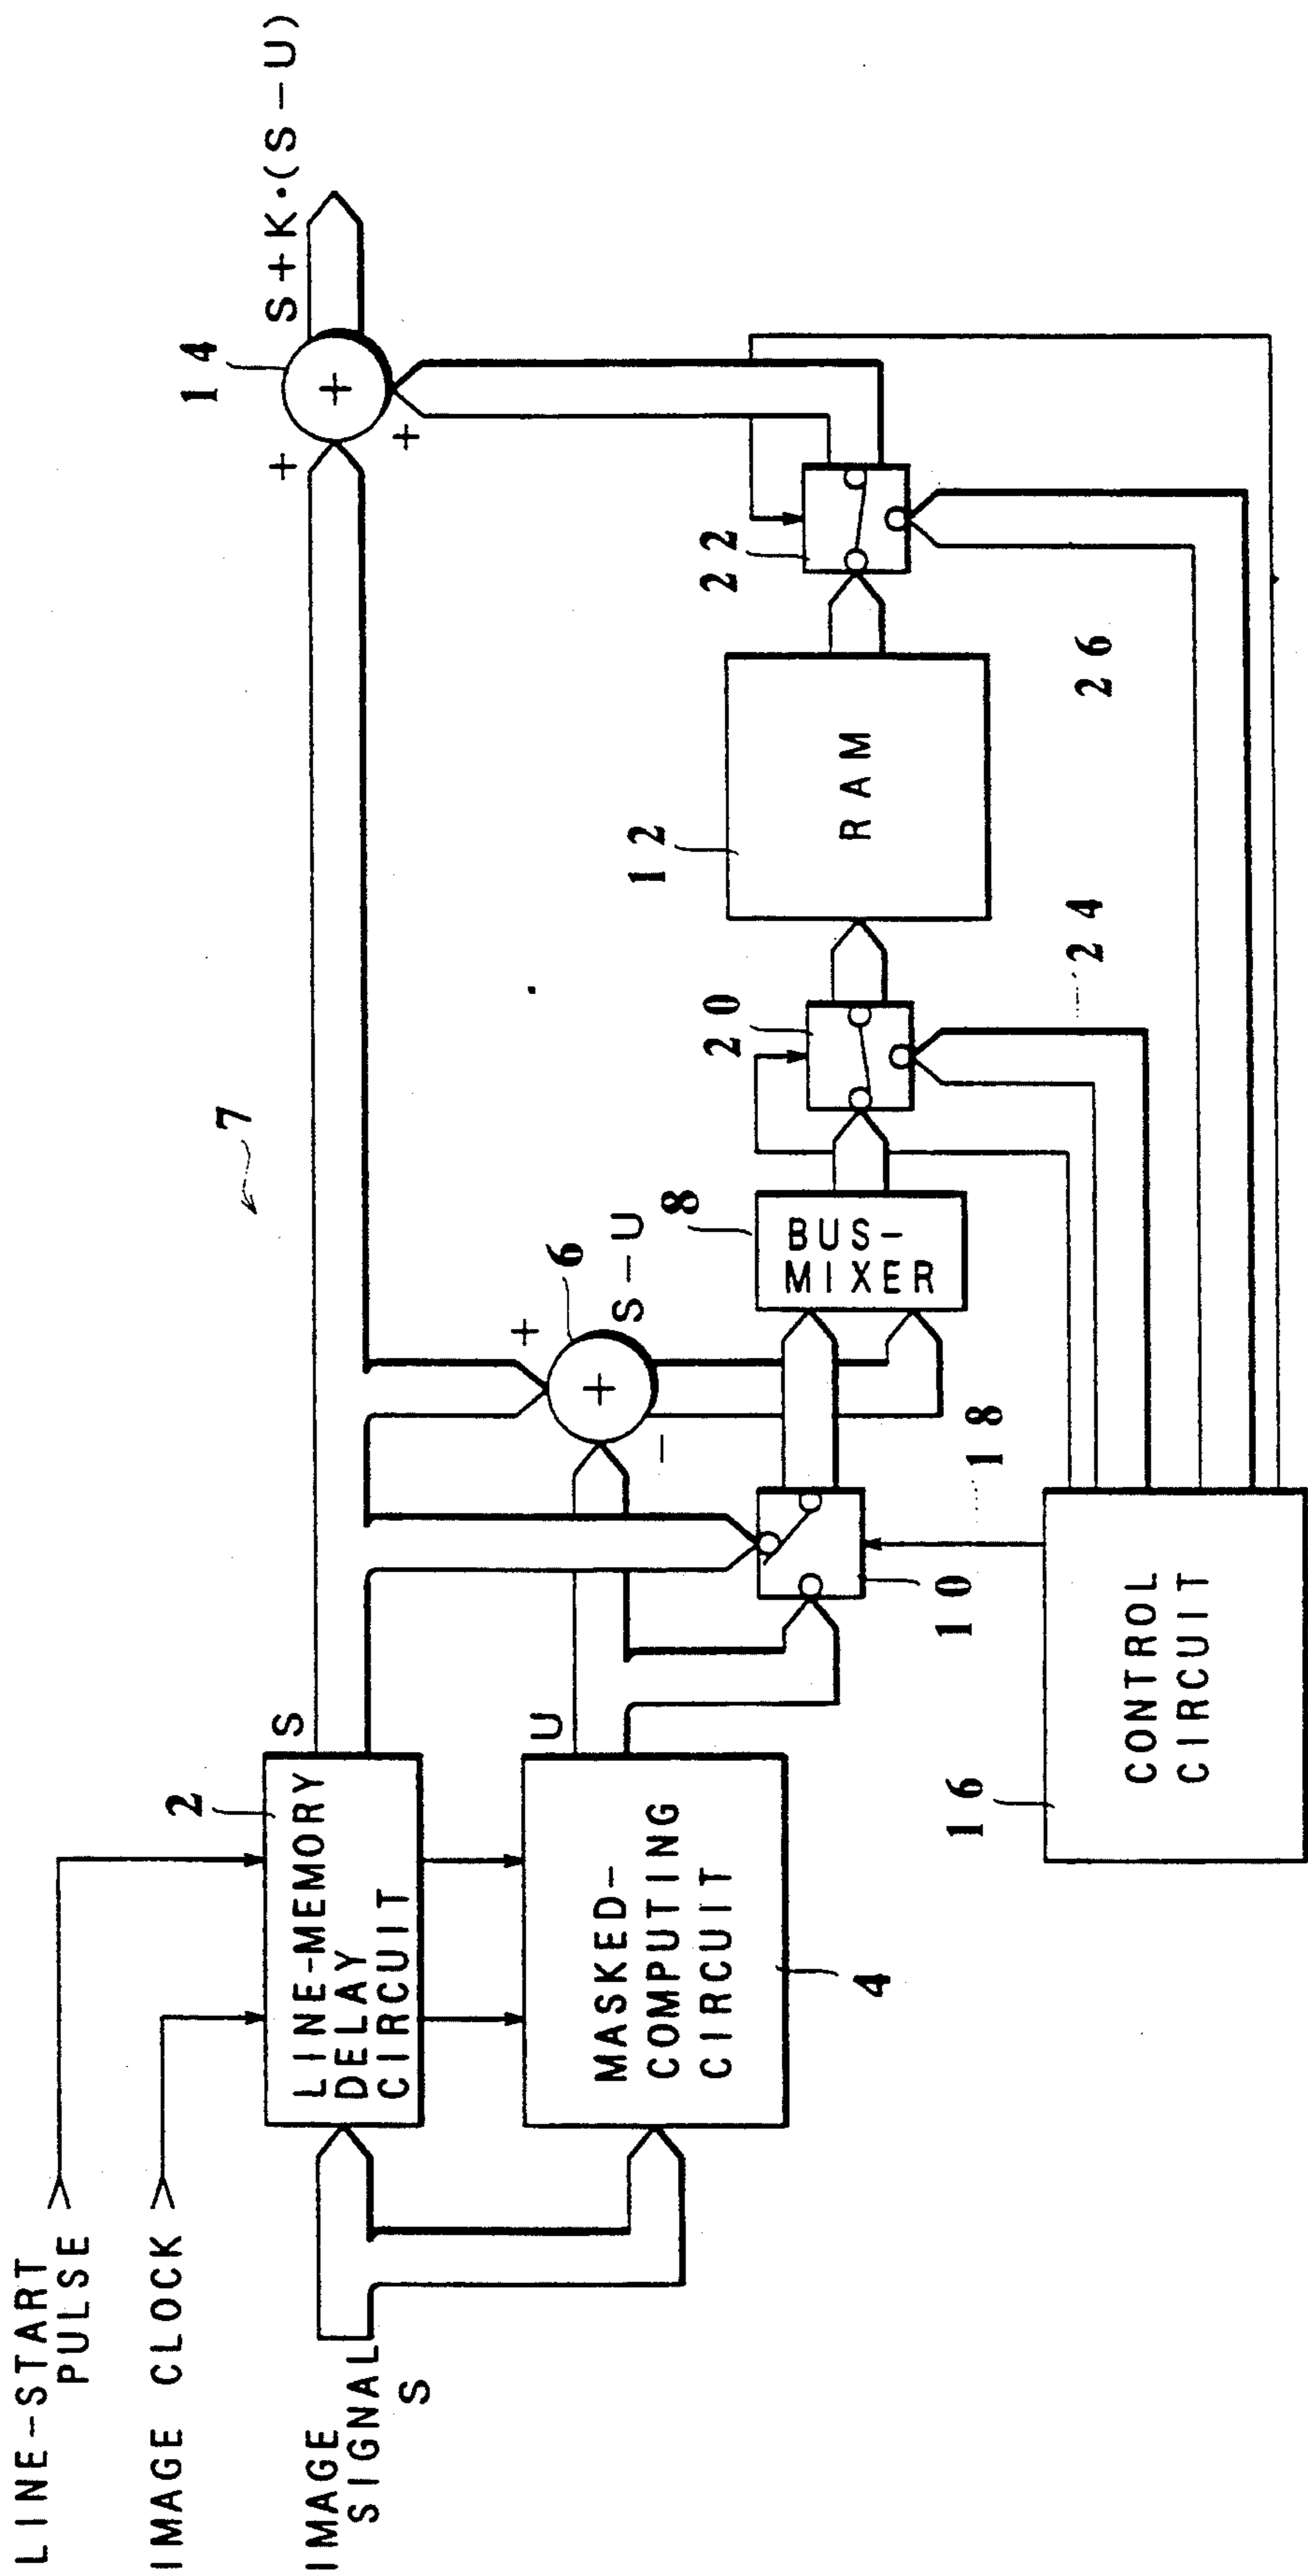 LINE-START
PULSE
IMAGE CLOCK
IMAGE
SIGNAL
S
2
LINE-MEMORY
DELAY
CIRCUIT
S
MASKED-
COMPUTING
CIRCUIT
4
U
7
+
6
+
-
S-U
10
18
16
CONTROL
CIRCUIT
8
BUS-
MIXER
20
24
12
RAM
22
26
14
+
+
+
S+K·(S-U)